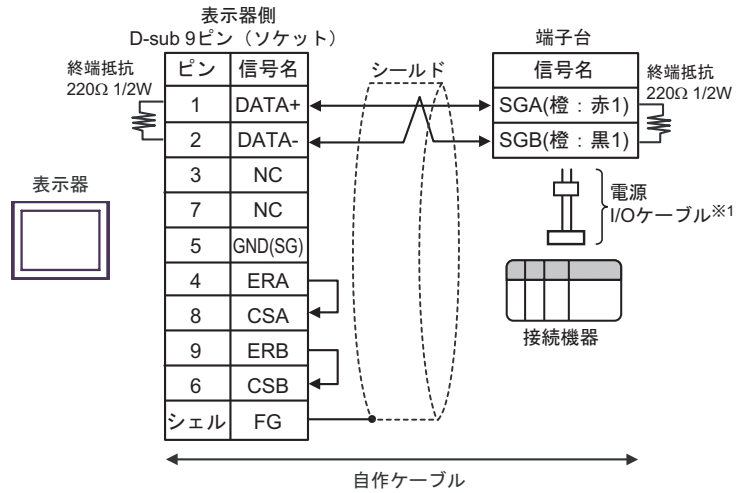 表示器側
D-sub 9ピン（ソケット）
端子台
終端抵抗
220Ω 1/2W
ピン 信号名
シールド
信号名
終端抵抗
220Ω 1/2W
1 DATA+
SGA(橙：赤1)
2 DATA-
SGB(橙：黒1)
3 NC
表示器
7 NC
電源
I/Oケーブル※1
5 GND(SG)
4 ERA
8 CSA
接続機器
9 ERB
6 CSB
シェル FG
自作ケーブル